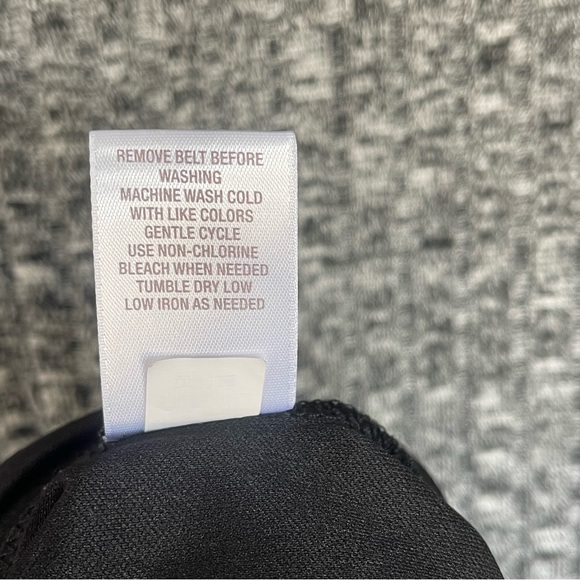 REMOVE BELT BEFORE
WASHING
MACHINE WASH COLD
WITH LIKE COLORS
GENTLE CYCLE
USE NON-CHLORINE
BLEACH WHEN NEEDED
TUMBLE DRY LOW
LOW IRON AS NEEDED